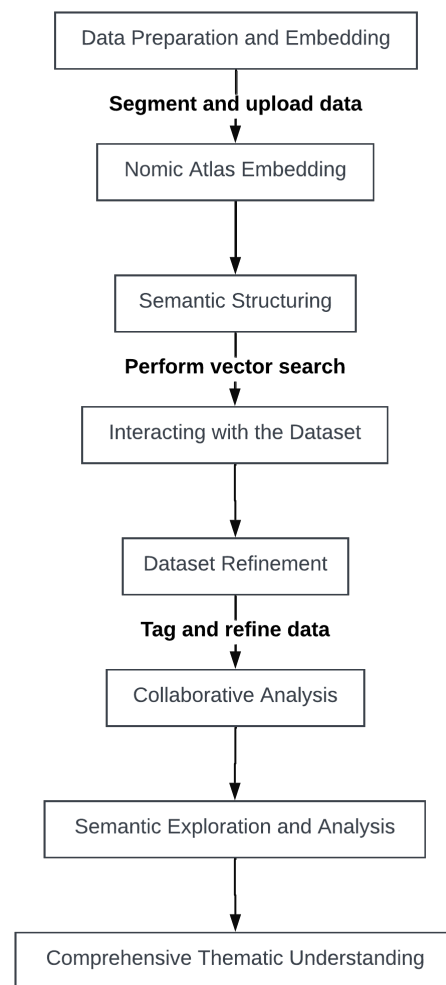 Data Preparation and Embedding
Segment and upload data
Nomic Atlas Embedding
Semantic Structuring
Perform vector search
Interacting with the Dataset
Dataset Refinement
Tag and refine data
Collaborative Analysis
Semantic Exploration and Analysis
Comprehensive Thematic Understanding